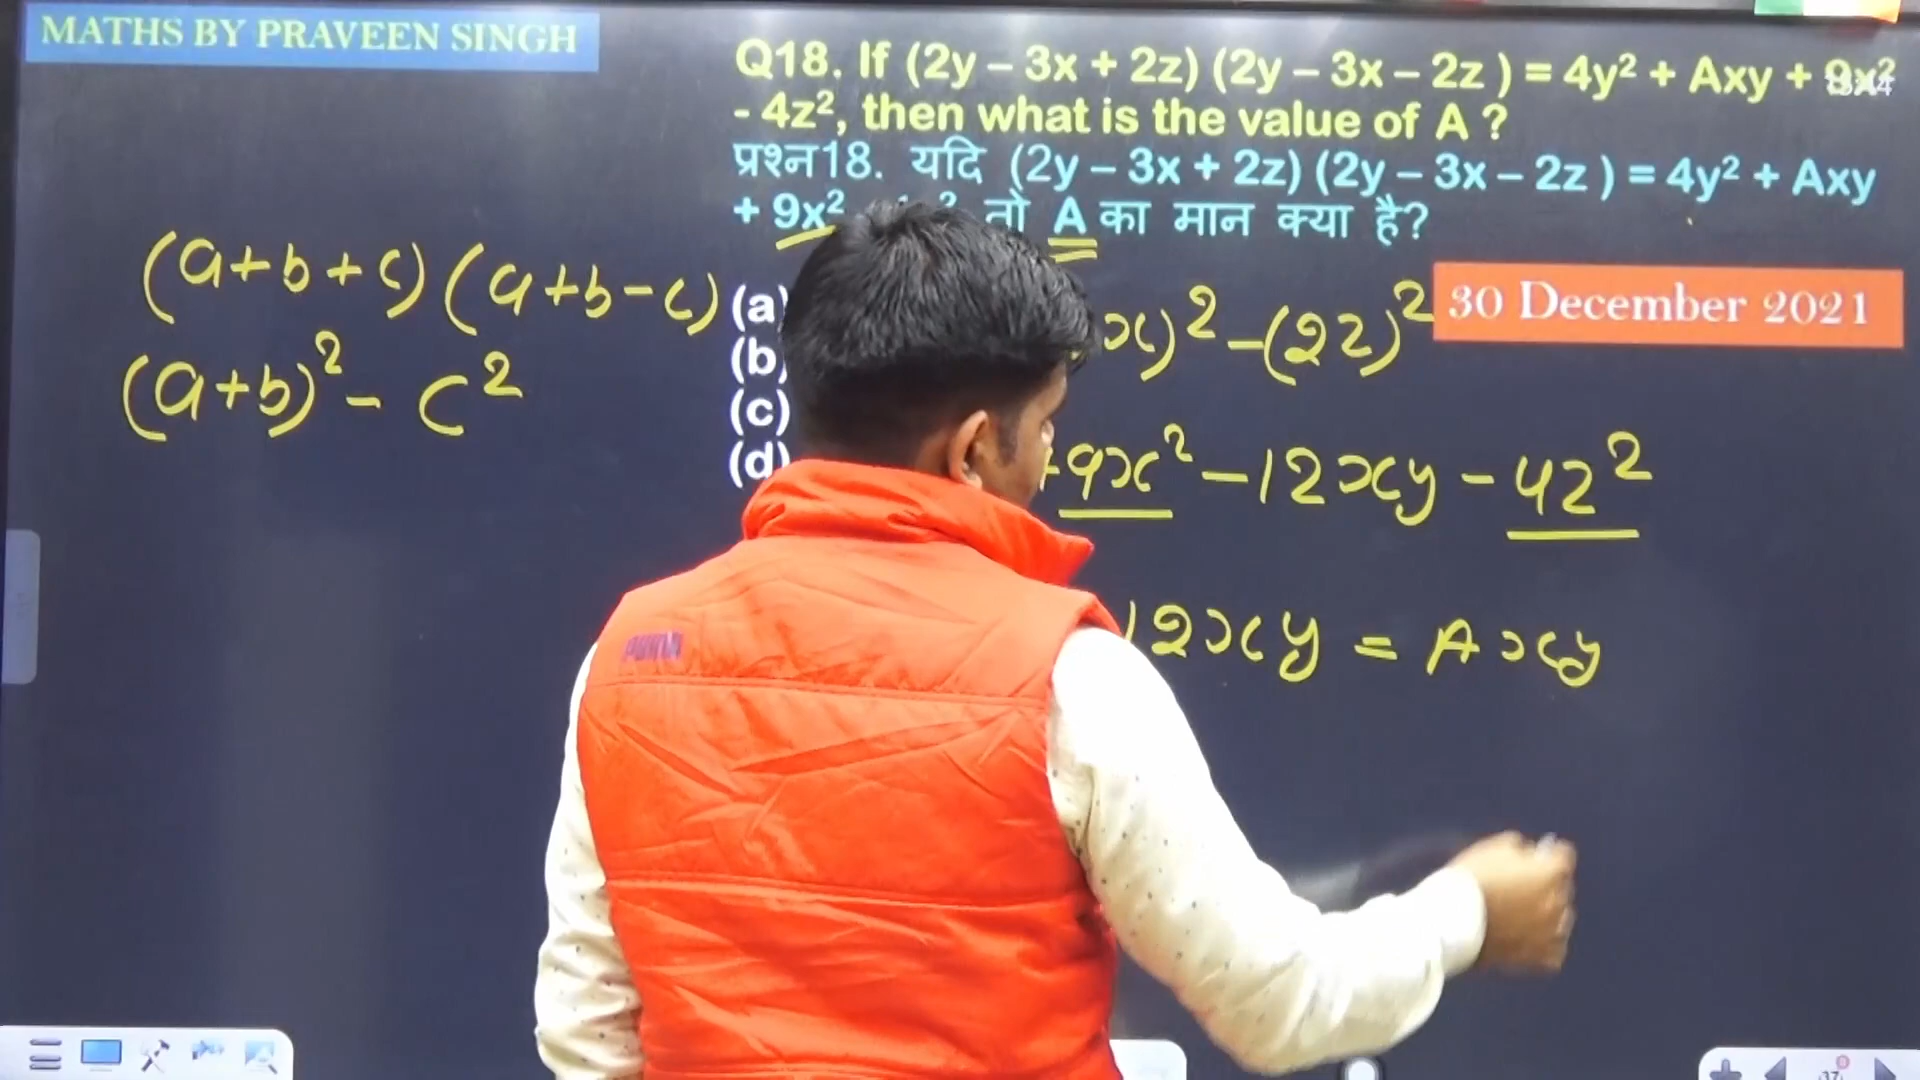 MATHS BY PRAVEEN SINGH
Q18. If (2y – 3x + 2z) (2y – 3x – 2z ) = 4y² + Axy + 9x²
- 4z², then what is the value of A ?
प्रश्न18. यदि (2y – 3x + 2z) (2y – 3x – 2z ) = 4y² + Axy
+ 9x² तो A का मान क्या है?
30 December 2021
(a+b+c) (a+b-c)
(a+b)² - c²
(a)
(b)
(c)
(d)
x)² -(2z)²
+9x² -12xy - 4z²
12xy = Axy
37